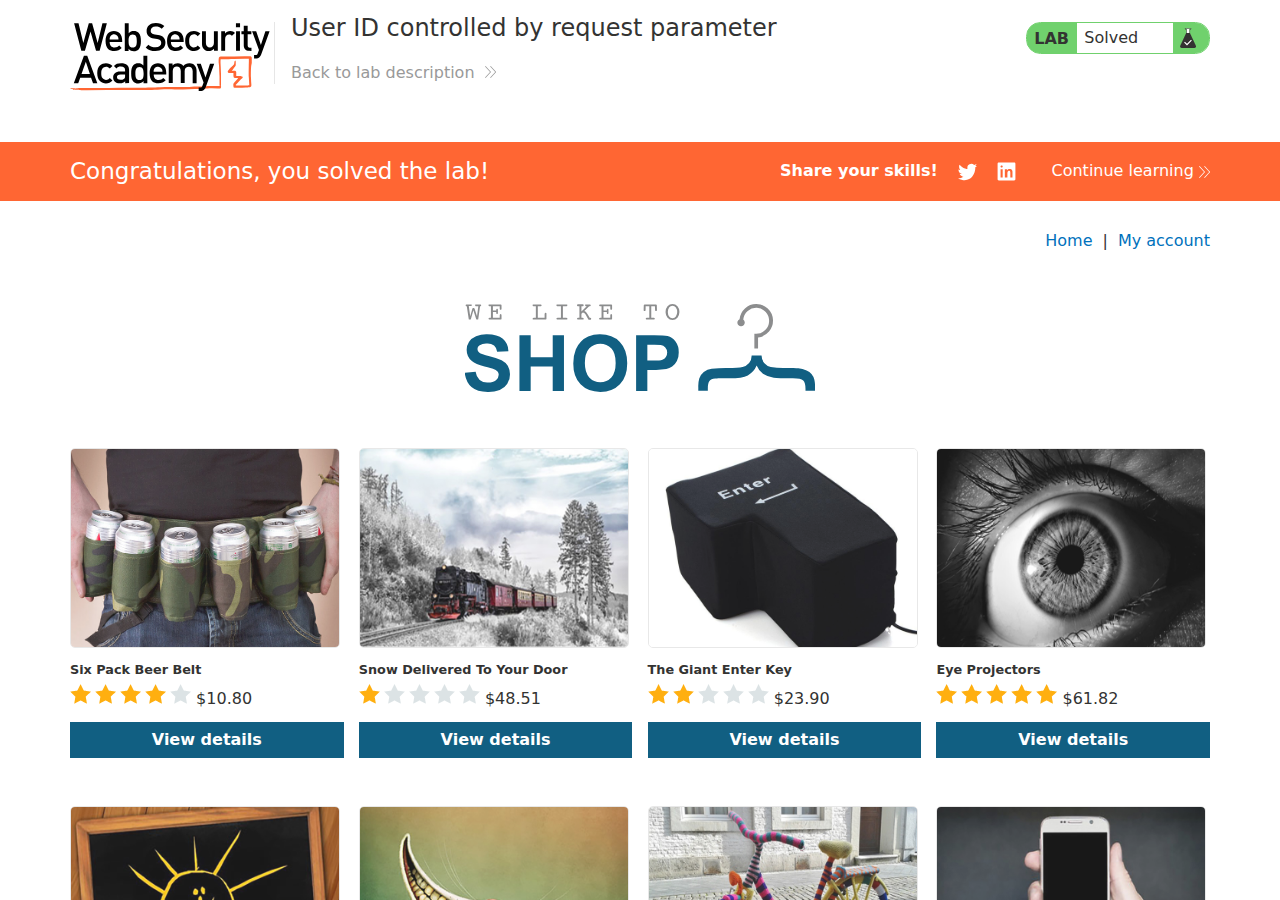 Web Security
Academy
User ID controlled by request parameter
Back to lab description
LAB Solved
Congratulations, you solved the lab!
Share your skills!
Continue learning
Home | My account
WE LIKE TO
SHOP
Enter
Six Pack Beer Belt
$10.80
View details
Snow Delivered To Your Door
$48.51
View details
The Giant Enter Key
$23.90
View details
Eye Projectors
$61.82
View details